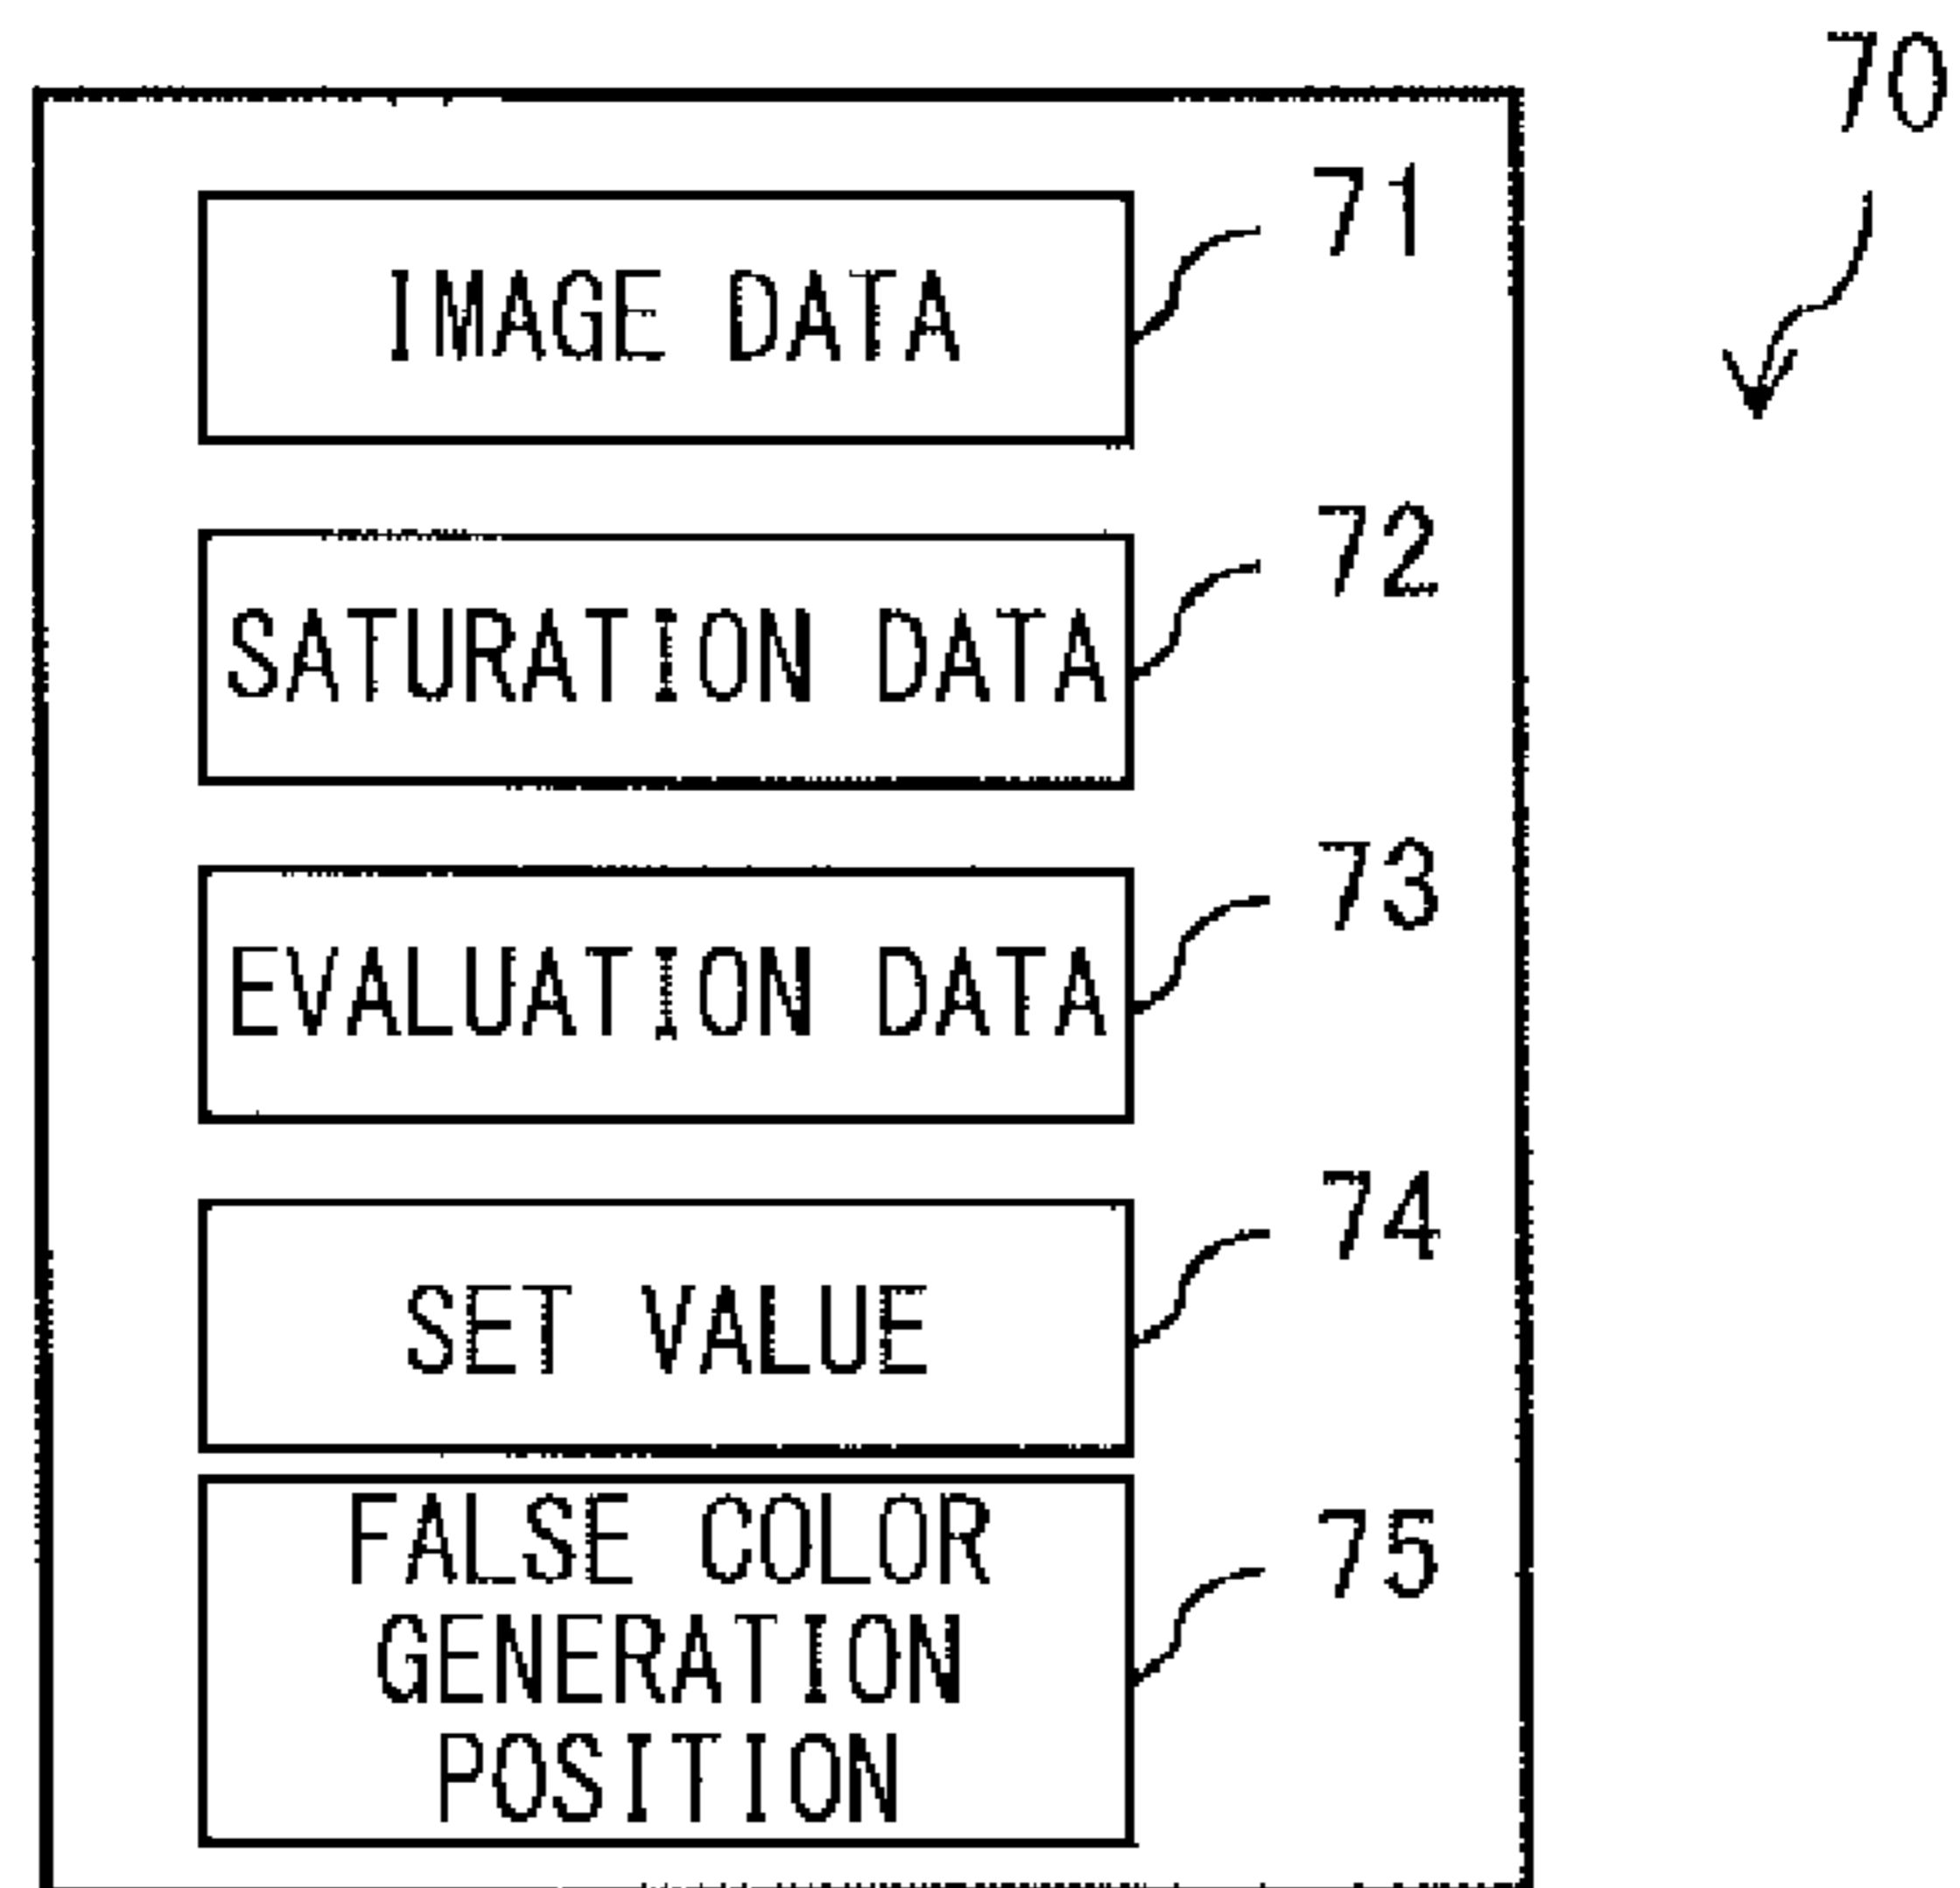 70
71
IMAGE DATA
72
SATURATION DATA
73
EVALUATION DATA
74
SET VALUE
75
FALSE COLOR
GENERATION
POSITION